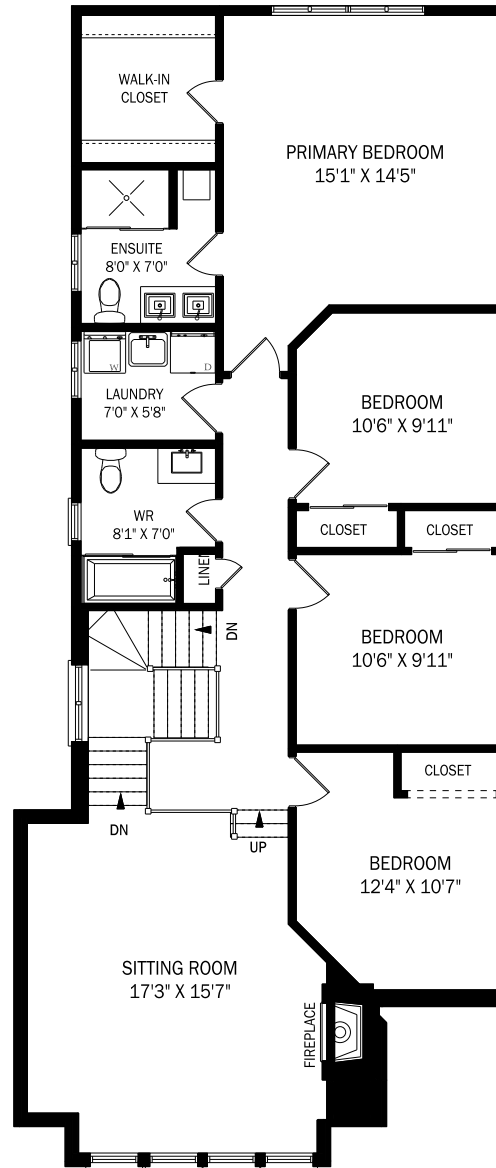 WALK-IN
CLOSET
PRIMARY BEDROOM
15'1" X 14'5"
ENSUITE
8'0" X 7'0"
W
D
LAUNDRY
7'0" X 5'8"
BEDROOM
10'6" X 9'11"
WR
8'1" X 7'0"
CLOSET
CLOSET
LINEN
DN
BEDROOM
10'6" X 9'11"
CLOSET
DN
UP
BEDROOM
12'4" X 10'7"
SITTING ROOM
17'3" X 15'7"
FIREPLACE